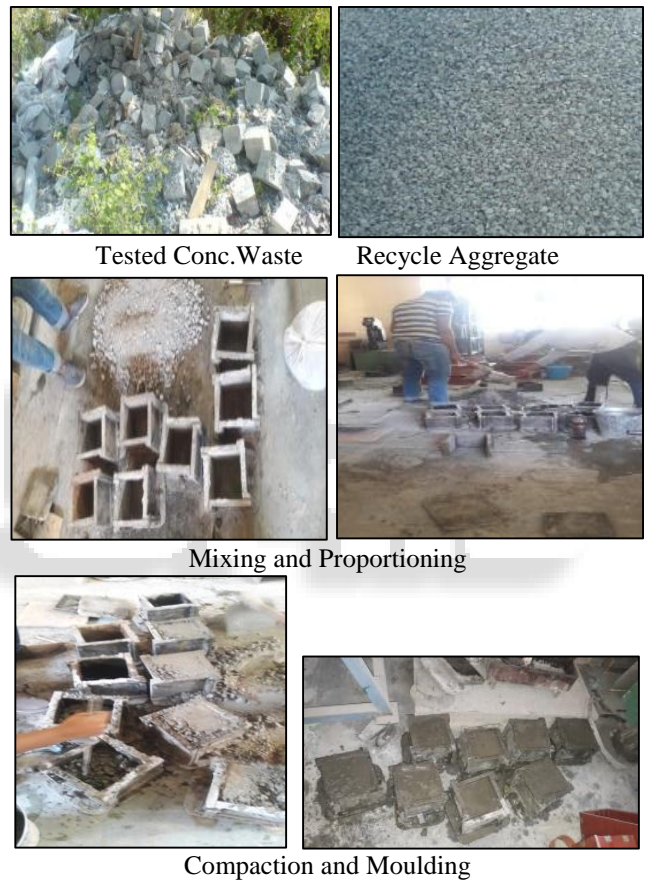 Tested Conc.Waste Recycle Aggregate
Mixing and Proportioning
Compaction and Moulding